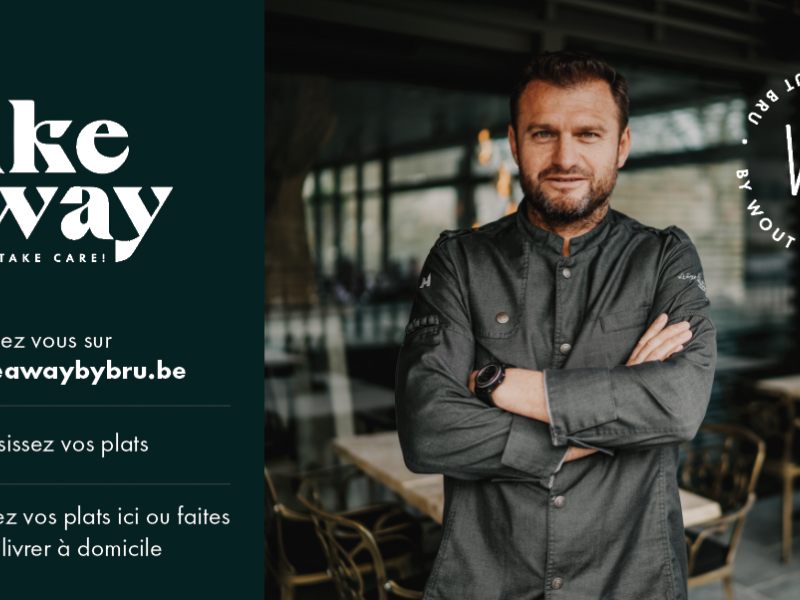 ke
way
TAKE CARE!
ez vous sur
eawaybybru.be
sissez vos plats
ez vos plats ici ou faites
livrer à domicile
UT BRU • BY WOUT